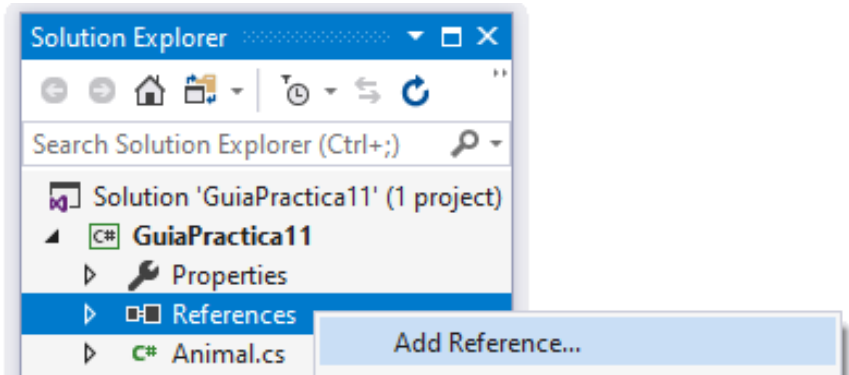 Solution Explorer
Search Solution Explorer (Ctrl+;)
Solution 'GuiaPractica11' (1 project)
C# GuiaPractica11
Properties
References
Add Reference...
C# Animal.cs